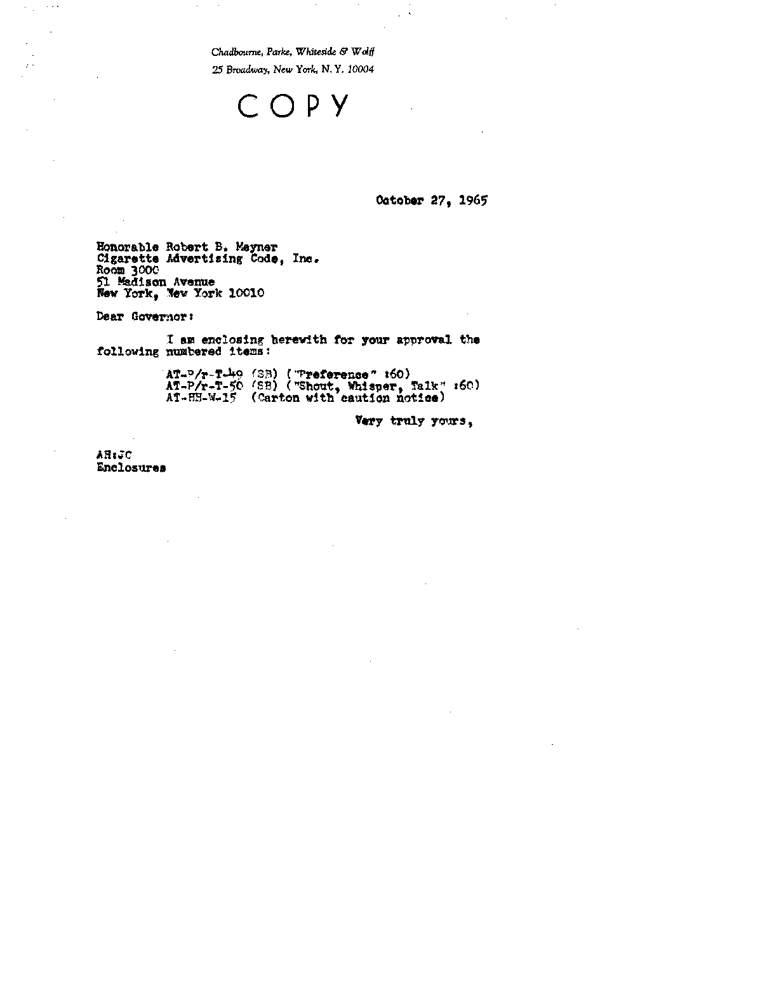 Chadbourne, Parke, Whiteside & Wolff
25 Broadway, New York, N. Y. 10004
COPY
October 27, 1965
Honorable Robert B. Meyner
Cigarette Advertising Code, Inc.
Room 3000
51 Madison Avenue
New York, New York 10010
Dear Governor:
I am enclosing herewith for your approval the
following numbered items:
AT-P/r-T-49 (SB) ("Preference" :60)
AT-P/r-T-50 (SB) ("Shout, Whisper, Talk" :60)
AT-HH-W-15 (Carton with caution notice)
Very truly yours,
AH:JC
Enclosures